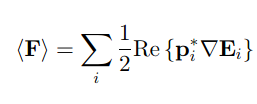 ⟨𝐅⟩ = ∑_i 1/2 Re {𝐩_i^* ∇𝐄_i}